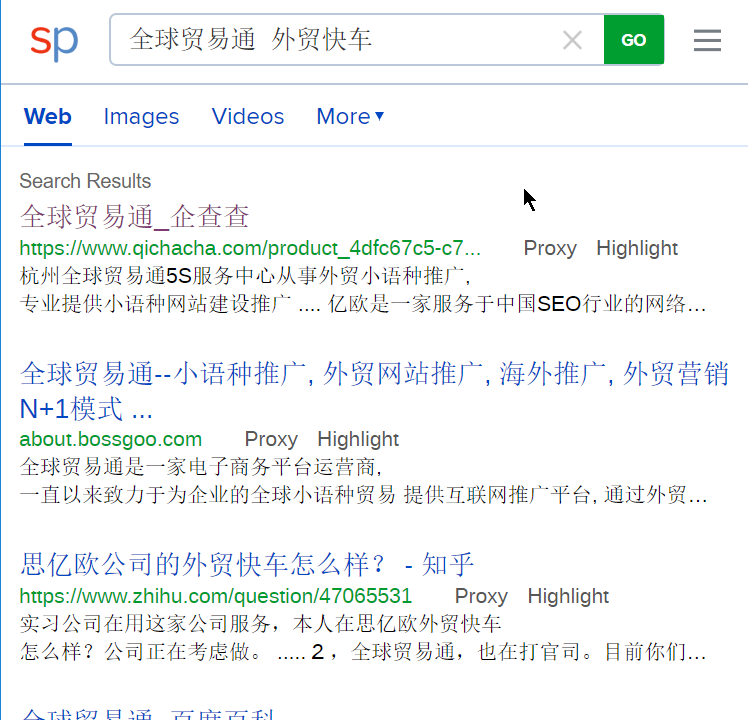 sp 全球贸易通 外贸快车 GO
Web Images Videos More
Search Results
全球贸易通_企查查
https://www.qichacha.com/product_4dfc67c5-c7... Proxy Highlight
杭州全球贸易通5S服务中心从事外贸小语种推广,
专业提供小语种网站建设推广 .... 亿欧是一家服务于中国SEO行业的网络...
全球贸易通--小语种推广, 外贸网站推广, 海外推广, 外贸营销
N+1模式 ...
about.bossgoo.com Proxy Highlight
全球贸易通是一家电子商务平台运营商,
一直以来致力于为企业的全球小语种贸易 提供互联网推广平台, 通过外贸...
思亿欧公司的外贸快车怎么样？ - 知乎
https://www.zhihu.com/question/47065531 Proxy Highlight
实习公司在用这家公司服务，本人在思亿欧外贸快车
怎么样？公司正在考虑做。 ..... 2 ，全球贸易通，也在打官司。目前你们...
全球贸易通_百度百科